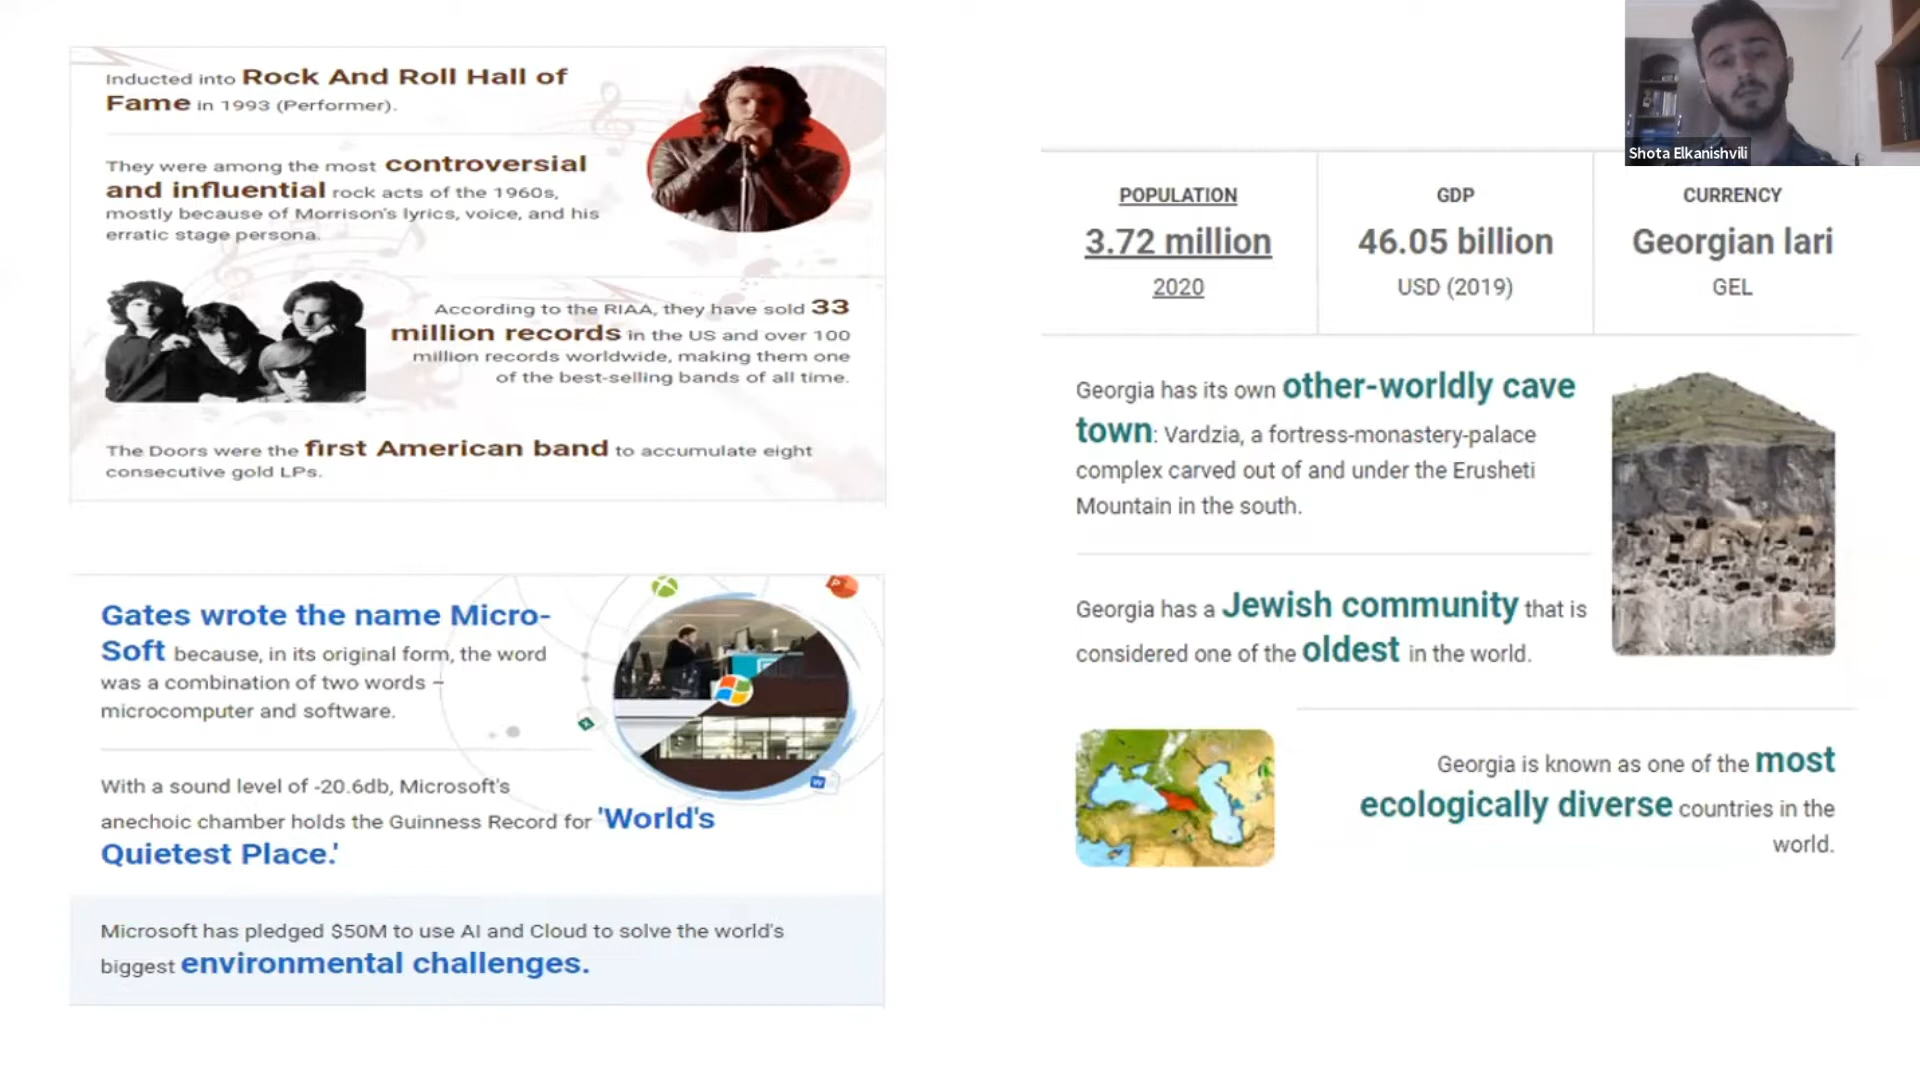 Inducted into Rock And Roll Hall of
Fame in 1993 (Performer).
They were among the most controversial
and influential rock acts of the 1960s,
mostly because of Morrison's lyrics, voice, and his
erratic stage persona.
According to the RIAA, they have sold 33
million records in the US and over 100
million records worldwide, making them one
of the best-selling bands of all time.
The Doors were the first American band to accumulate eight
consecutive gold LPs.
Gates wrote the name Micro-
Soft because, in its original form, the word
was a combination of two words –
microcomputer and software.
With a sound level of -20.6db, Microsoft's
anechoic chamber holds the Guinness Record for 'World's
Quietest Place.'
Microsoft has pledged $50M to use AI and Cloud to solve the world's
biggest environmental challenges.
Shota Elkanishvili
POPULATION
3.72 million
2020
GDP
46.05 billion
USD (2019)
CURRENCY
Georgian lari
GEL
Georgia has its own other-worldly cave
town: Vardzia, a fortress-monastery-palace
complex carved out of and under the Erusheti
Mountain in the south.
Georgia has a Jewish community that is
considered one of the oldest in the world.
Georgia is known as one of the most
ecologically diverse countries in the
world.